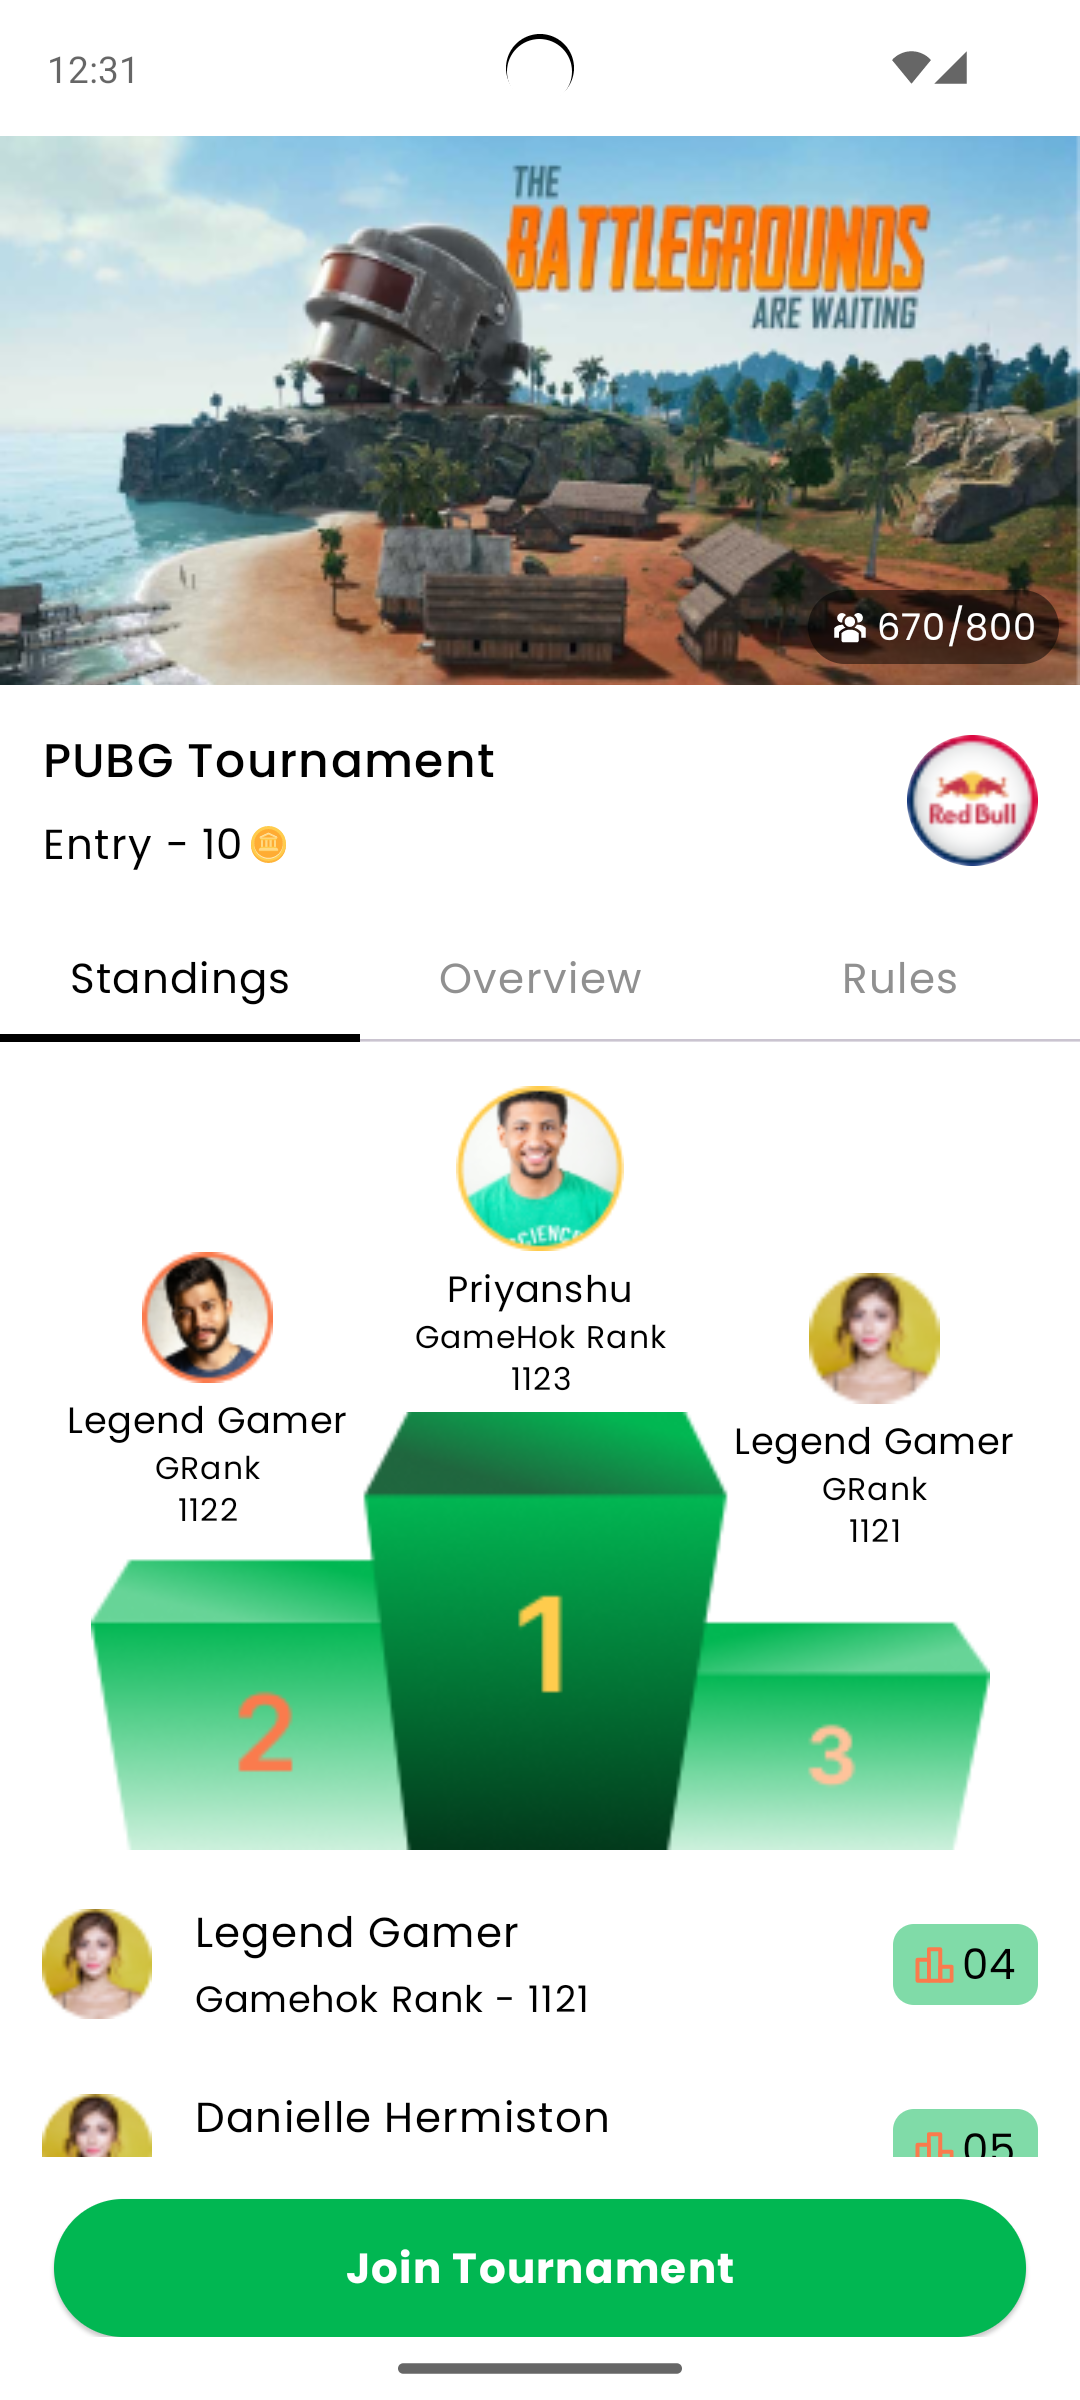 12:31
THE
BATTLEGROUNDS
ARE WAITING
670/800
PUBG Tournament
Entry - 10
Red Bull
Standings Overview Rules
SCIENCE
Priyanshu
GameHok Rank
1123
Legend Gamer
GRank
1122
Legend Gamer
GRank
1121
1
2
3
Legend Gamer
Gamehok Rank - 1121
04
Danielle Hermiston
05
Join Tournament